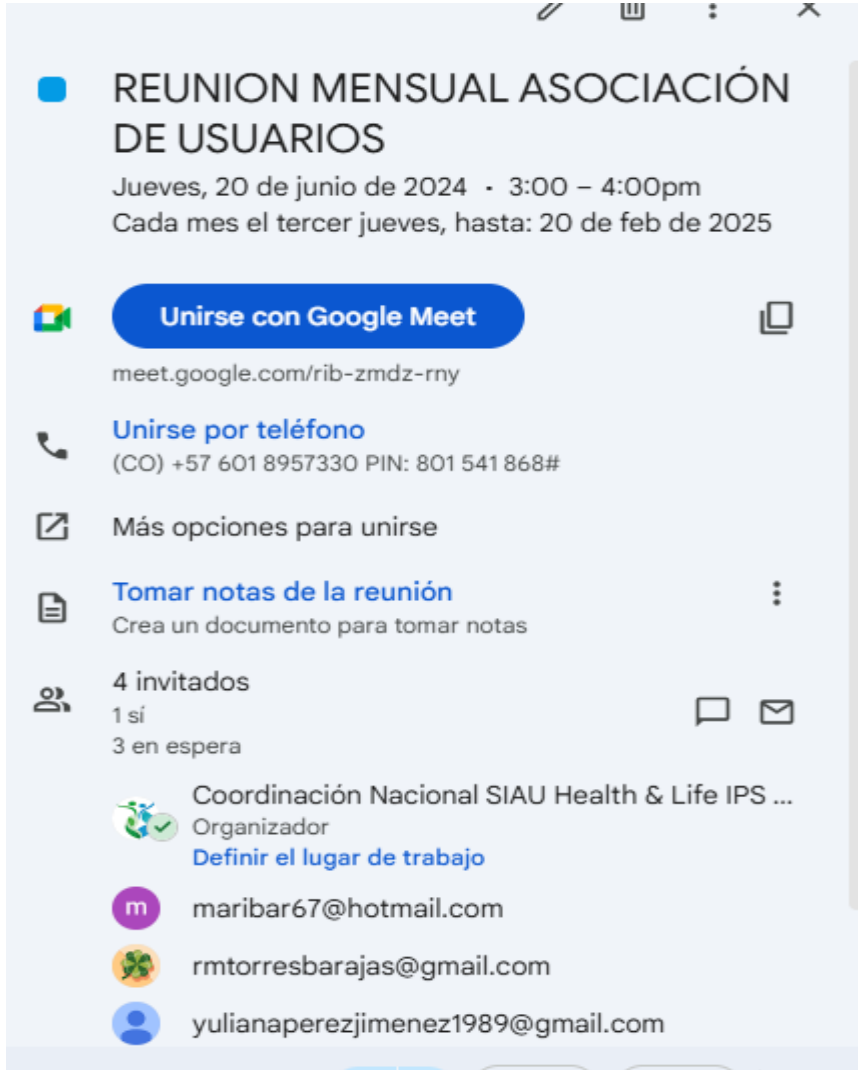 REUNION MENSUAL ASOCIACIÓN
DE USUARIOS
Jueves, 20 de junio de 2024 · 3:00 – 4:00pm
Cada mes el tercer jueves, hasta: 20 de feb de 2025
Unirse con Google Meet
meet.google.com/rib-zmdz-rny
Unirse por teléfono
(CO) +57 601 8957330 PIN: 801 541 868#
Más opciones para unirse
Tomar notas de la reunión
Crea un documento para tomar notas
4 invitados
1 sí
3 en espera
Coordinación Nacional SIAU Health & Life IPS ...
Organizador
Definir el lugar de trabajo
m
maribar67@hotmail.com
rmtorresbarajas@gmail.com
yulianaperezjimenez1989@gmail.com